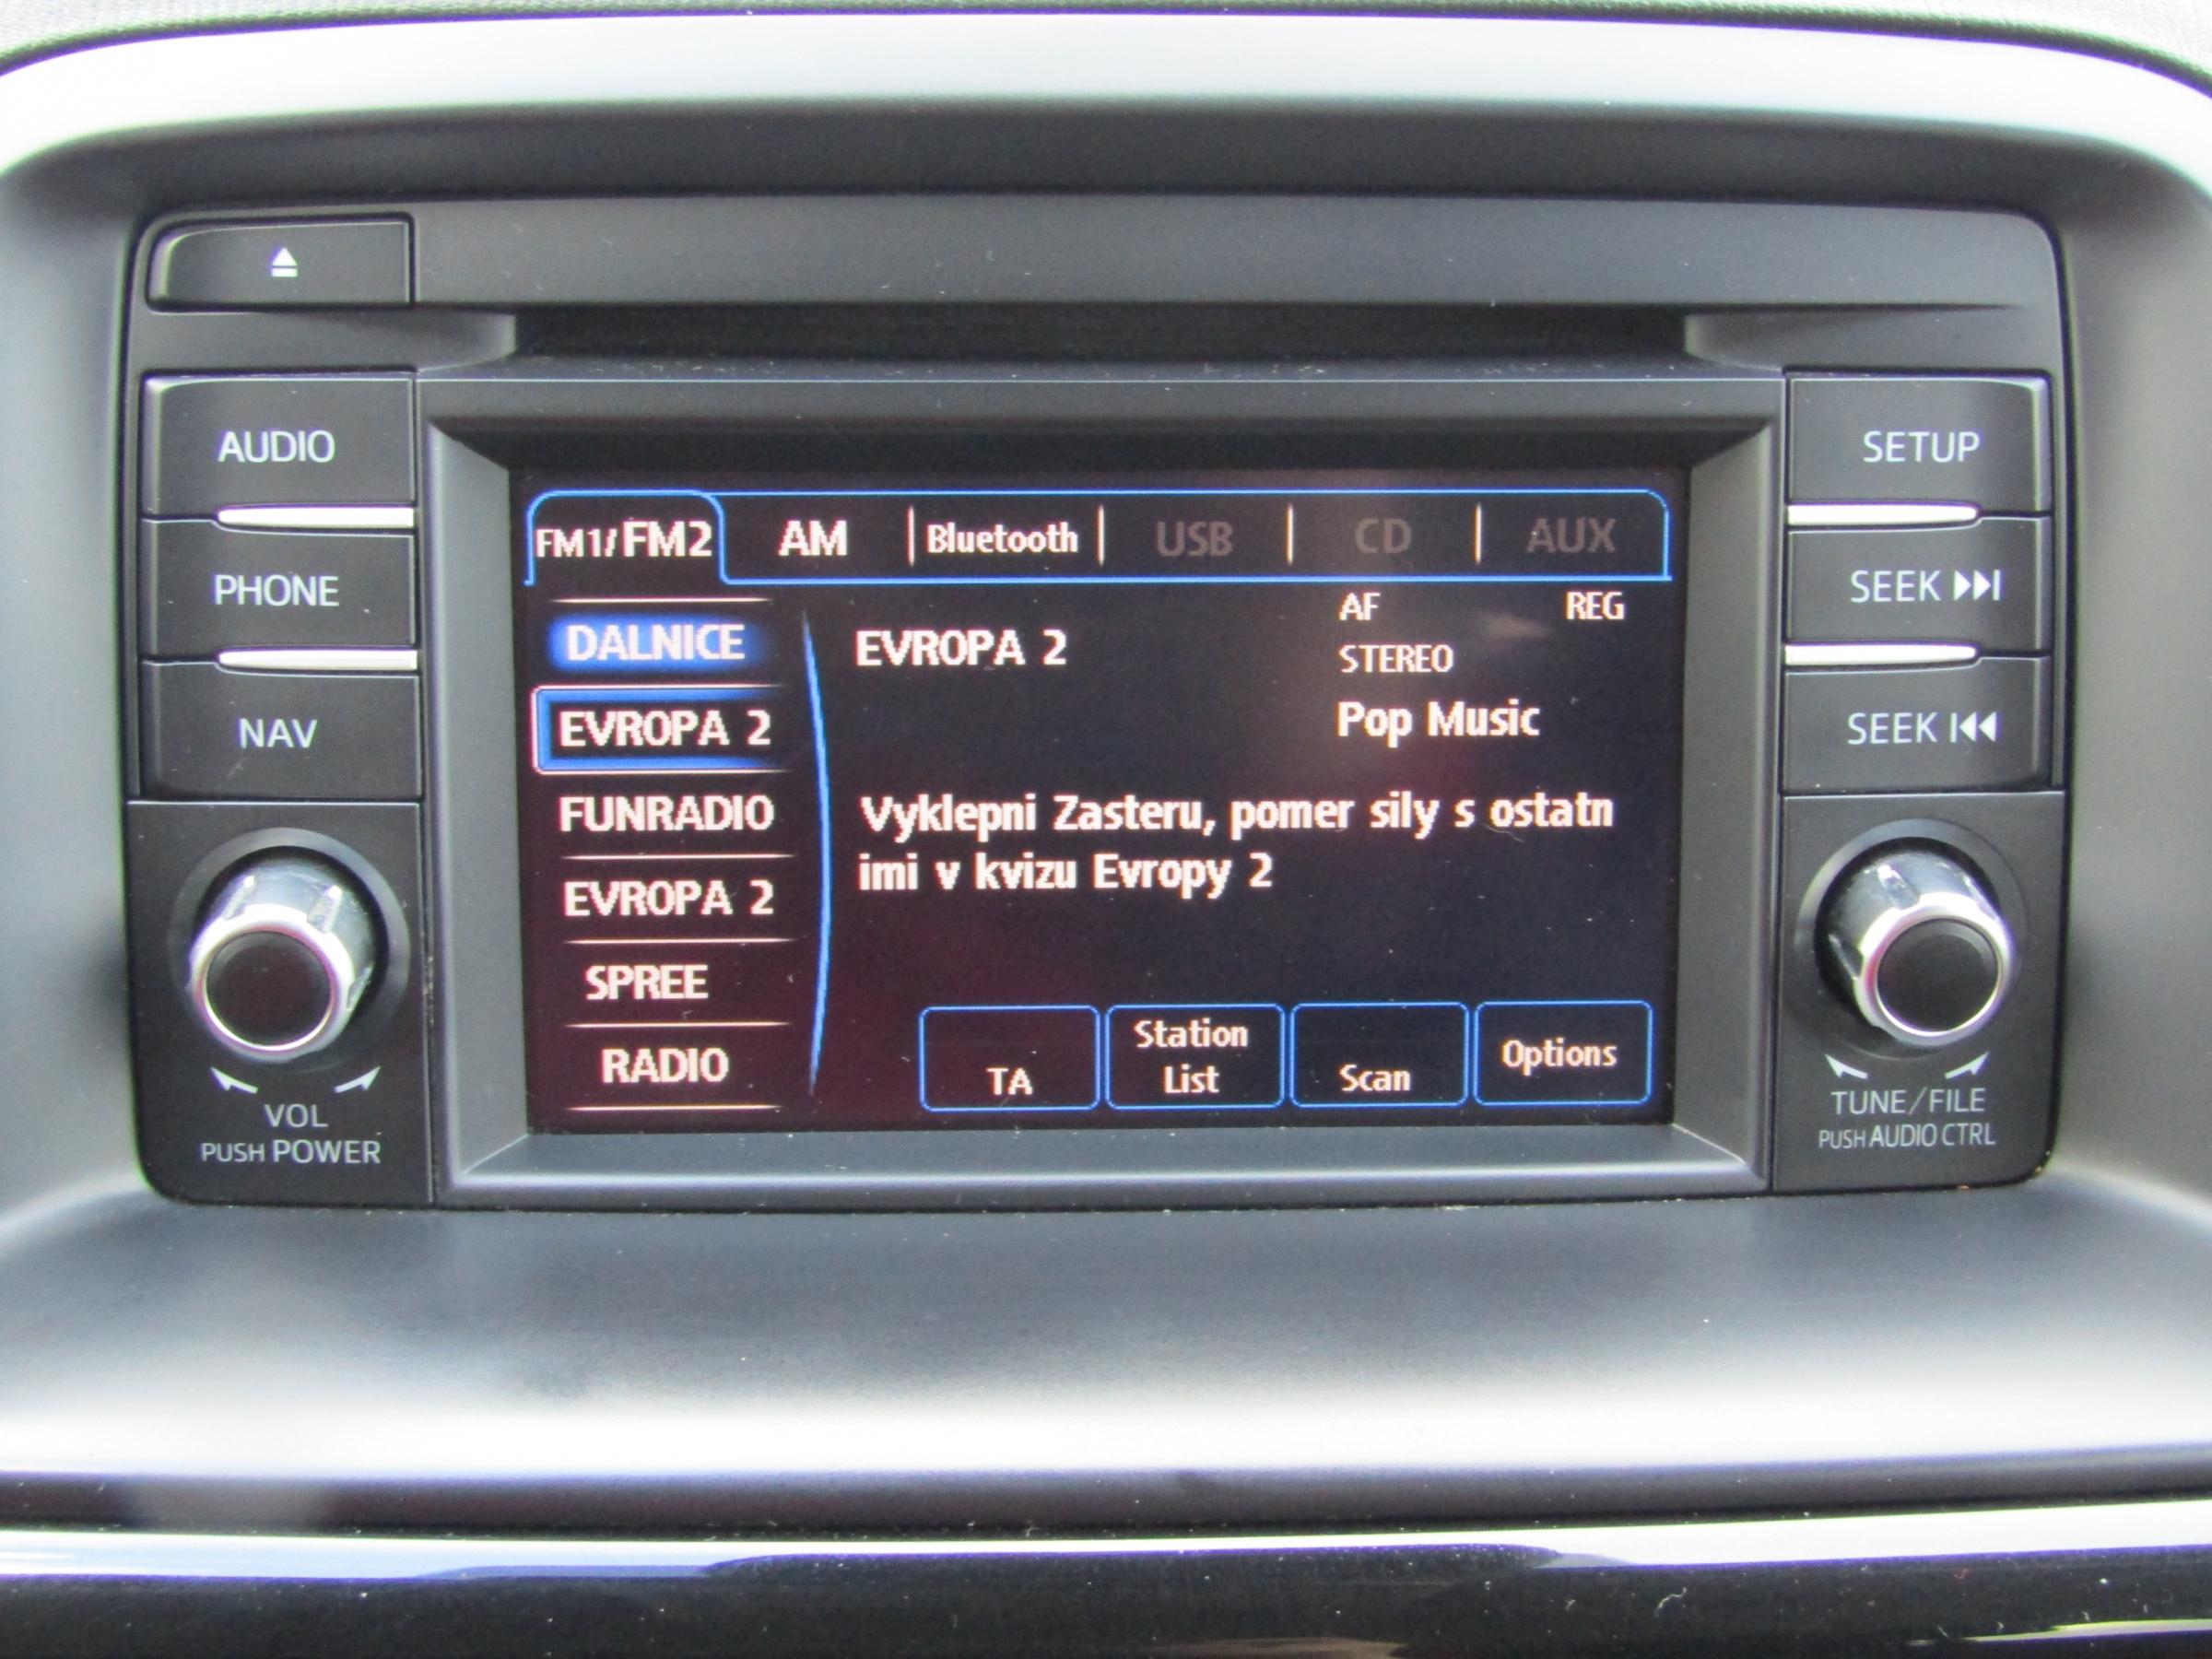 AUDIO
PHONE
NAV
VOL
PUSH POWER
FM1/FM2 AM Bluetooth USB CD AUX
DALNICE
EVROPA 2
FUNRADIO
EVROPA 2
SPREE
RADIO
EVROPA 2
AF REG
STEREO
Pop Music
Vyklepni Zasteru, pomer sily s ostatn
imi v kvizu Evropy 2
TA
Station
List
Scan
Options
SETUP
SEEK
SEEK
TUNE/FILE
PUSH AUDIO CTRL